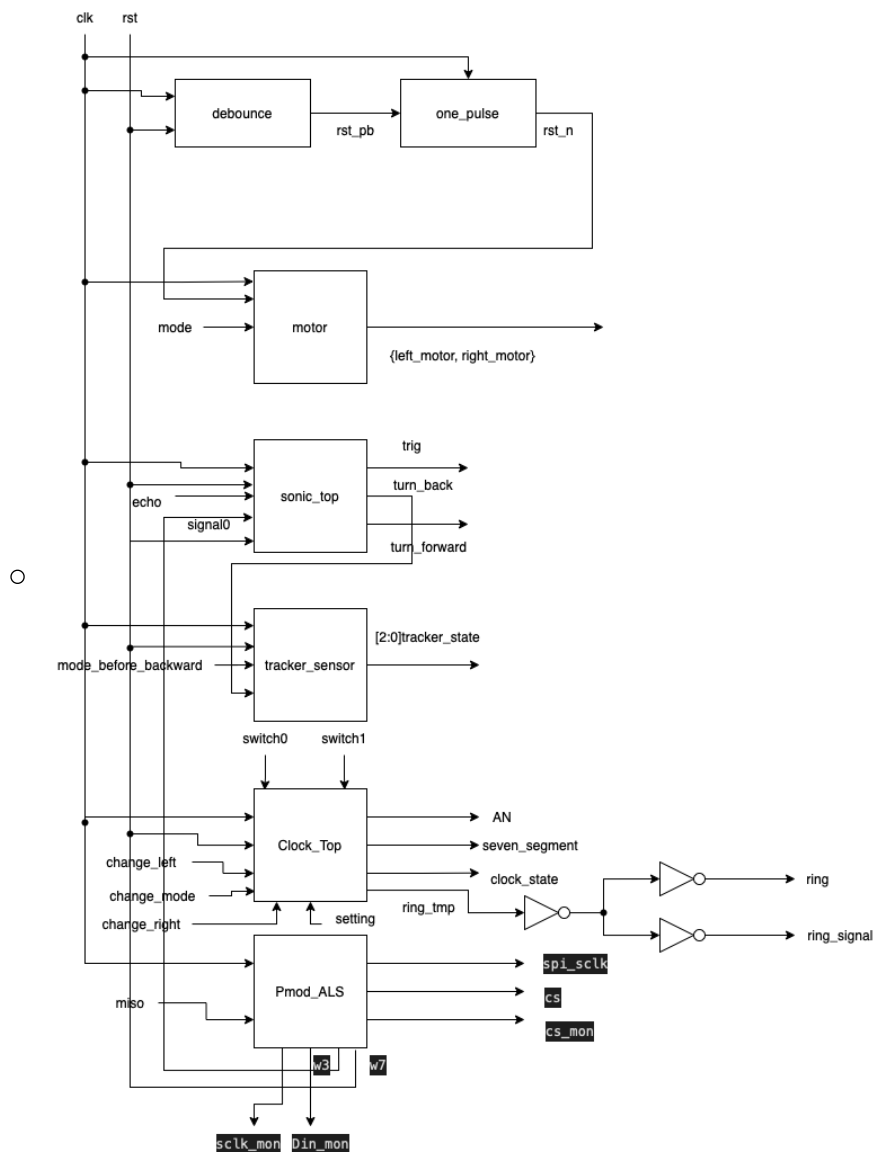 clk
rst
debounce
one_pulse
rst_pb
rst_n
mode
motor
{left_motor, right_motor}
trig
turn_back
echo
sonic_top
signal0
turn_forward
[2:0]tracker_state
mode_before_backward
tracker_sensor
switch0
switch1
AN
Clock_Top
seven_segment
change_left
clock_state
ring
change_mode
ring_tmp
change_right
setting
ring_signal
spi_sclk
Pmod_ALS
cs
miso
cs_mon
w3
w7
sclk_mon
Din_mon